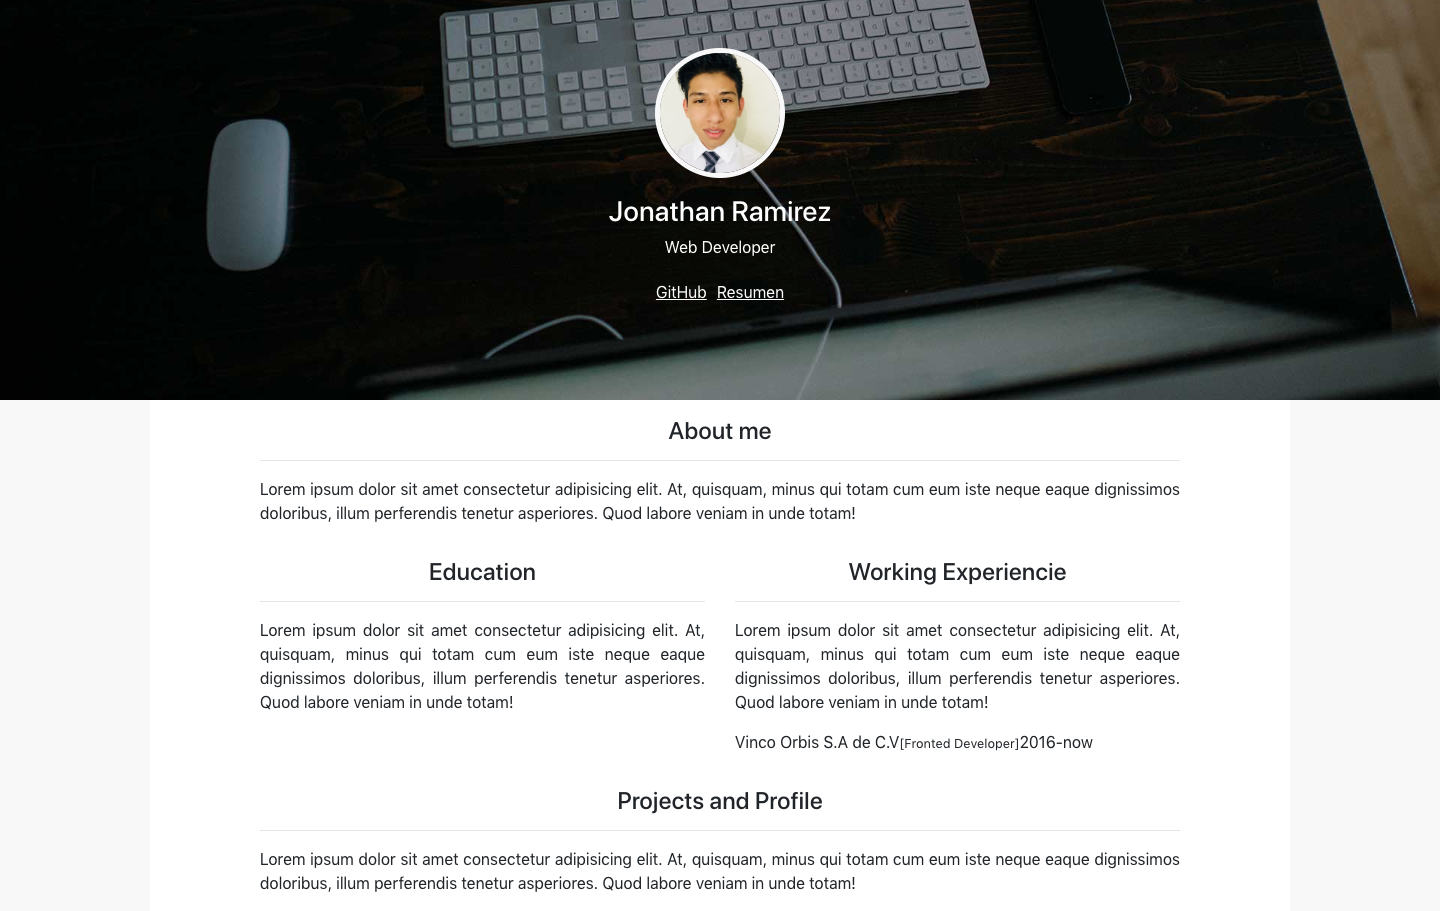 Jonathan Ramirez
Web Developer
GitHub Resumen
About me
Lorem ipsum dolor sit amet consectetur adipisicing elit. At, quisquam, minus qui totam cum eum iste neque eaque dignissimos
doloribus, illum perferendis tenetur asperiores. Quod labore veniam in unde totam!
Education
Lorem ipsum dolor sit amet consectetur adipisicing elit. At,
quisquam, minus qui totam cum eum iste neque eaque
dignissimos doloribus, illum perferendis tenetur asperiores.
Quod labore veniam in unde totam!
Working Experiencie
Lorem ipsum dolor sit amet consectetur adipisicing elit. At,
quisquam, minus qui totam cum eum iste neque eaque
dignissimos doloribus, illum perferendis tenetur asperiores.
Quod labore veniam in unde totam!
Vinco Orbis S.A de C.V[Fronted Developer]2016-now
Projects and Profile
Lorem ipsum dolor sit amet consectetur adipisicing elit. At, quisquam, minus qui totam cum eum iste neque eaque dignissimos
doloribus, illum perferendis tenetur asperiores. Quod labore veniam in unde totam!